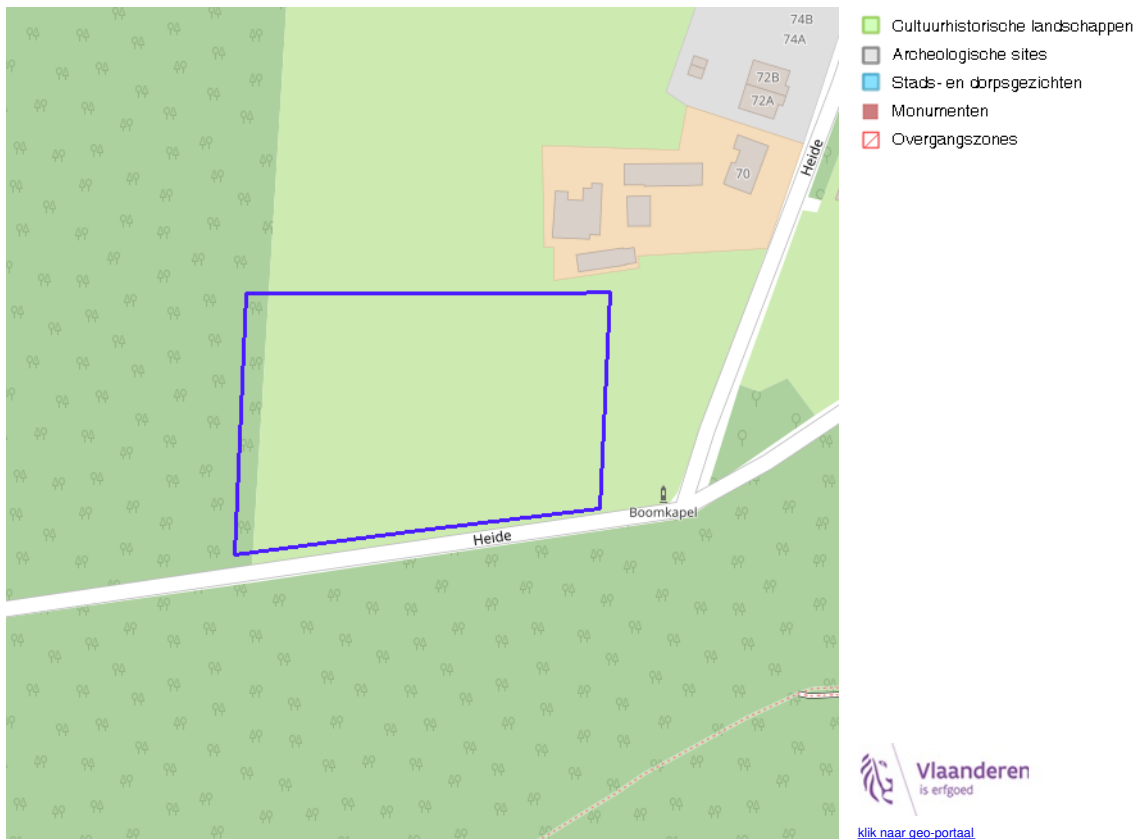 74B
74A
72B
72A
70
Heide
Boomkapel
Heide
Cultuurhistorische landschappen
Archeologische sites
Stads- en dorpsgezichten
Monumenten
Overgangszones
Vlaanderen
is erfgoed
klik naar geo-portaal